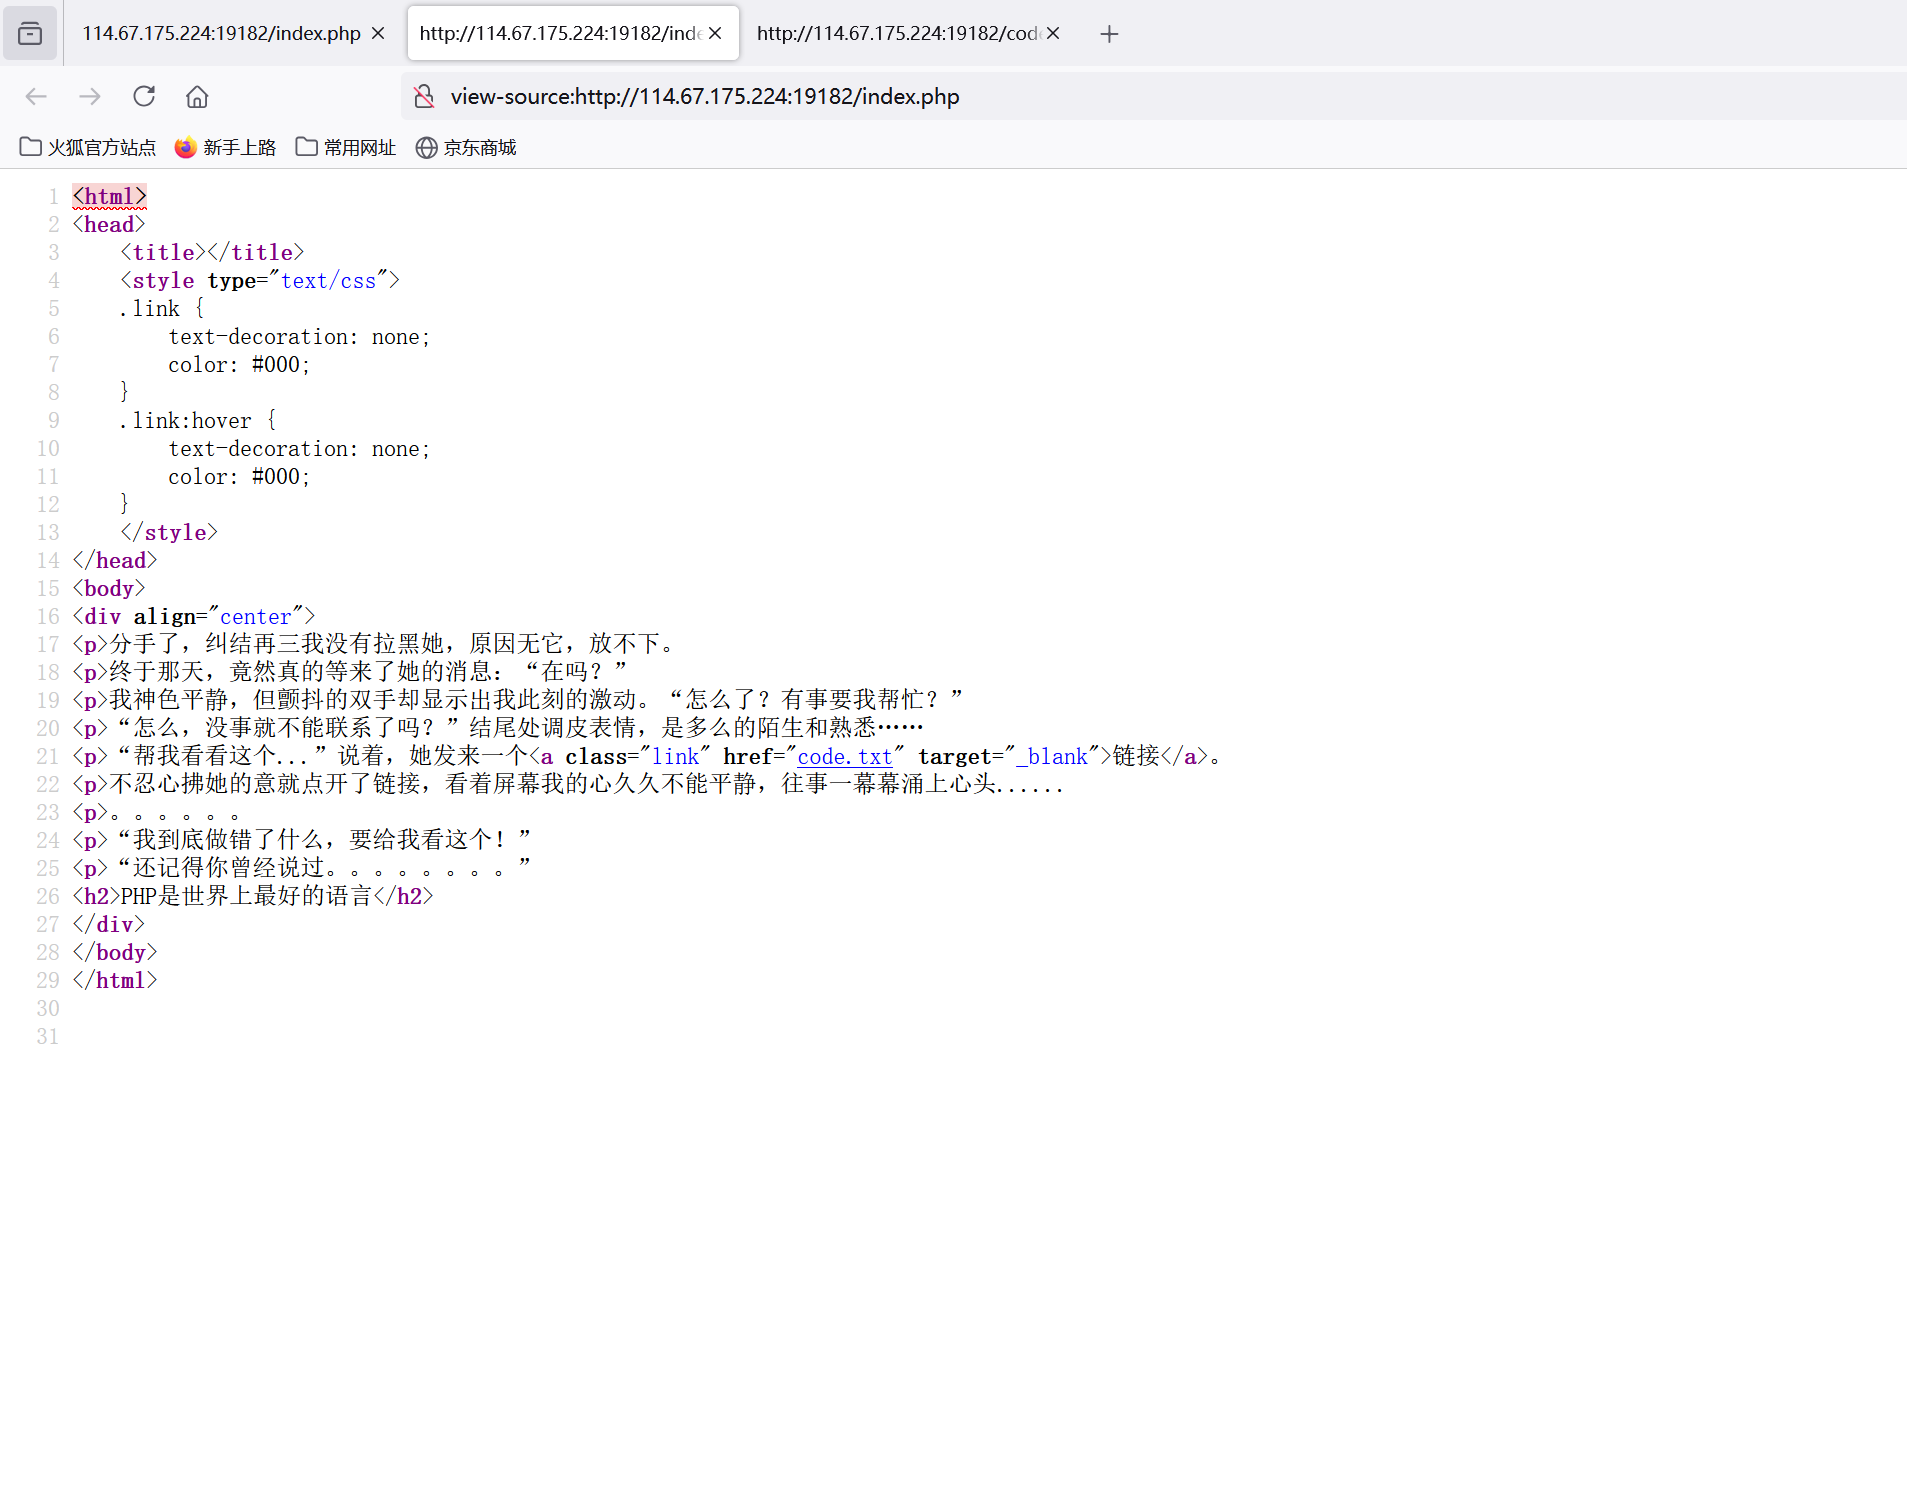 114.67.175.224:19182/index.php
http://114.67.175.224:19182/inde
http://114.67.175.224:19182/cod
view-source:http://114.67.175.224:19182/index.php
火狐官方站点 新手上路 常用网址 京东商城
1 <html>
2 <head>
3     <title></title>
4     <style type="text/css">
5     .link {
6         text-decoration: none;
7         color: #000;
8     }
9     .link:hover {
10         text-decoration: none;
11         color: #000;
12     }
13     </style>
14 </head>
15 <body>
16 <div align="center">
17 <p>分手了，纠结再三我没有拉黑她，原因无它，放不下。
18 <p>终于那天，竟然真的等来了她的消息：“在吗？”
19 <p>我神色平静，但颤抖的双手却显示出我此刻的激动。“怎么了？有事要我帮忙？”
20 <p>“怎么，没事就不能联系了吗？”结尾处调皮表情，是多么的陌生和熟悉……
21 <p>“帮我看看这个...”说着，她发来一个<a class="link" href="code.txt" target="_blank">链接</a>。
22 <p>不忍心拂她的意就点开了链接，看着屏幕我的心久久不能平静，往事一幕幕涌上心头......
23 <p>。。。。。。
24 <p>“我到底做错了什么，要给我看这个！”
25 <p>“还记得你曾经说过。。。。。。。。”
26 <h2>PHP是世界上最好的语言</h2>
27 </div>
28 </body>
29 </html>
30
31